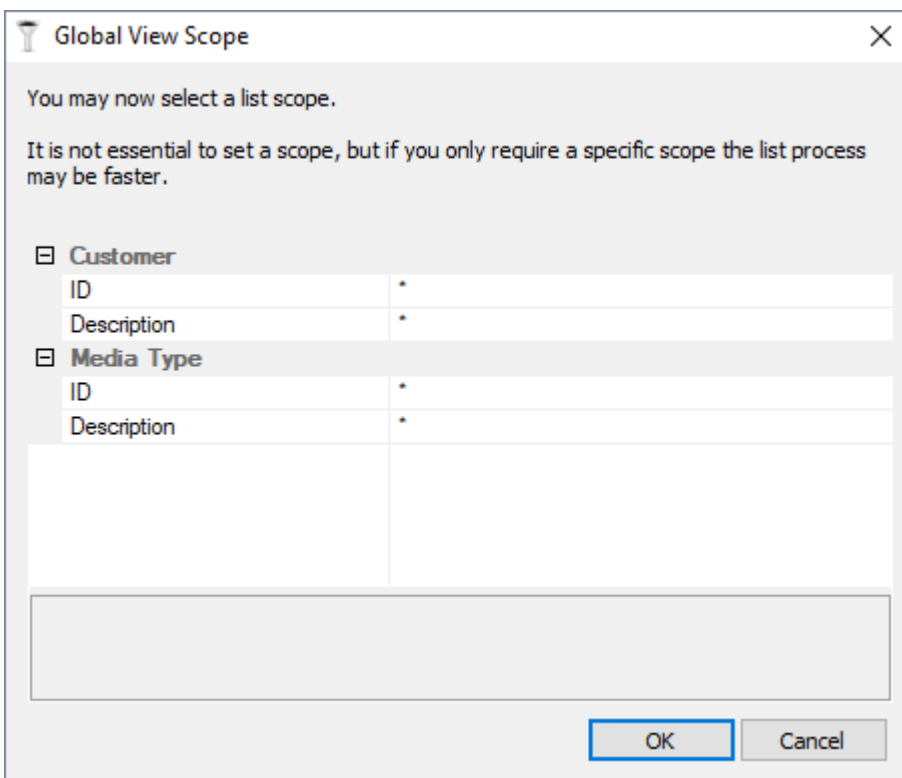 Global View Scope
You may now select a list scope.
It is not essential to set a scope, but if you only require a specific scope the list process
may be faster.
Customer
ID *
Description *
Media Type
ID *
Description *
OK Cancel